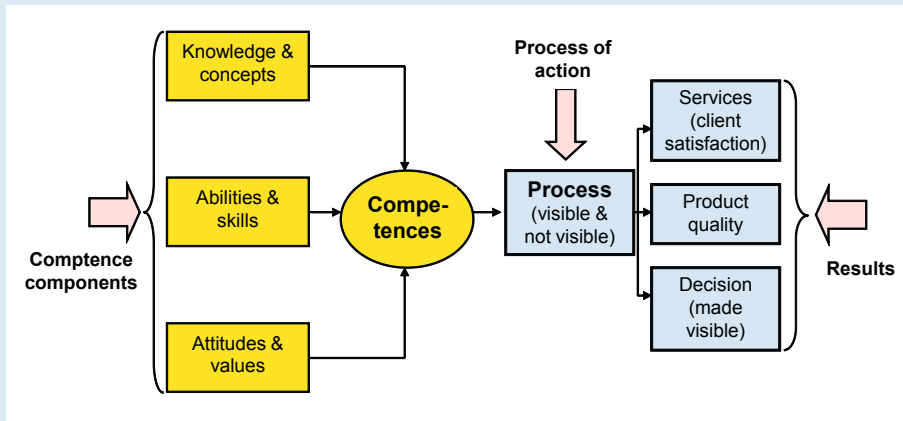 Knowledge &
concepts
Abilities &
skills
Attitudes &
values
Comptence
components
Compe-
tences
Process of
action
Process
(visible &
not visible)
Services
(client
satisfaction)
Product
quality
Decision
(made
visible)
Results